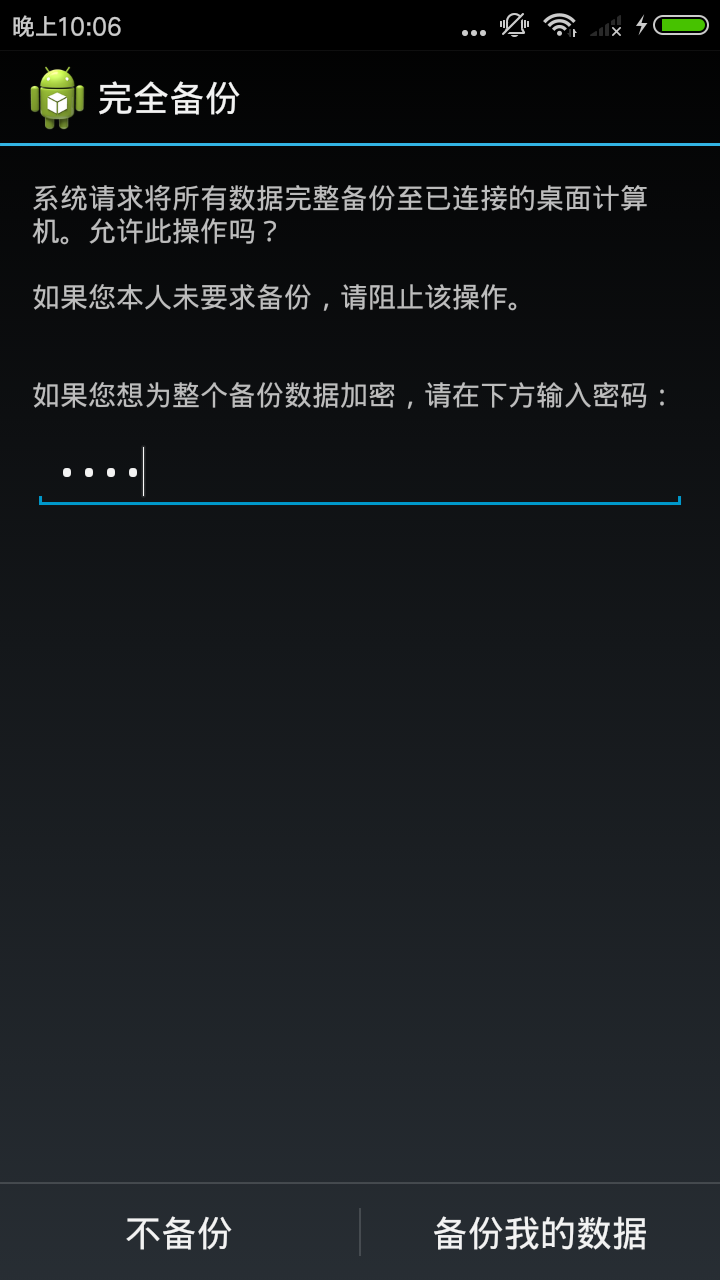 晚上10:06
完全备份
系统请求将所有数据完整备份至已连接的桌面计算
机。允许此操作吗？
如果您本人未要求备份，请阻止该操作。
如果您想为整个备份数据加密，请在下方输入密码：
••••
不备份
备份我的数据